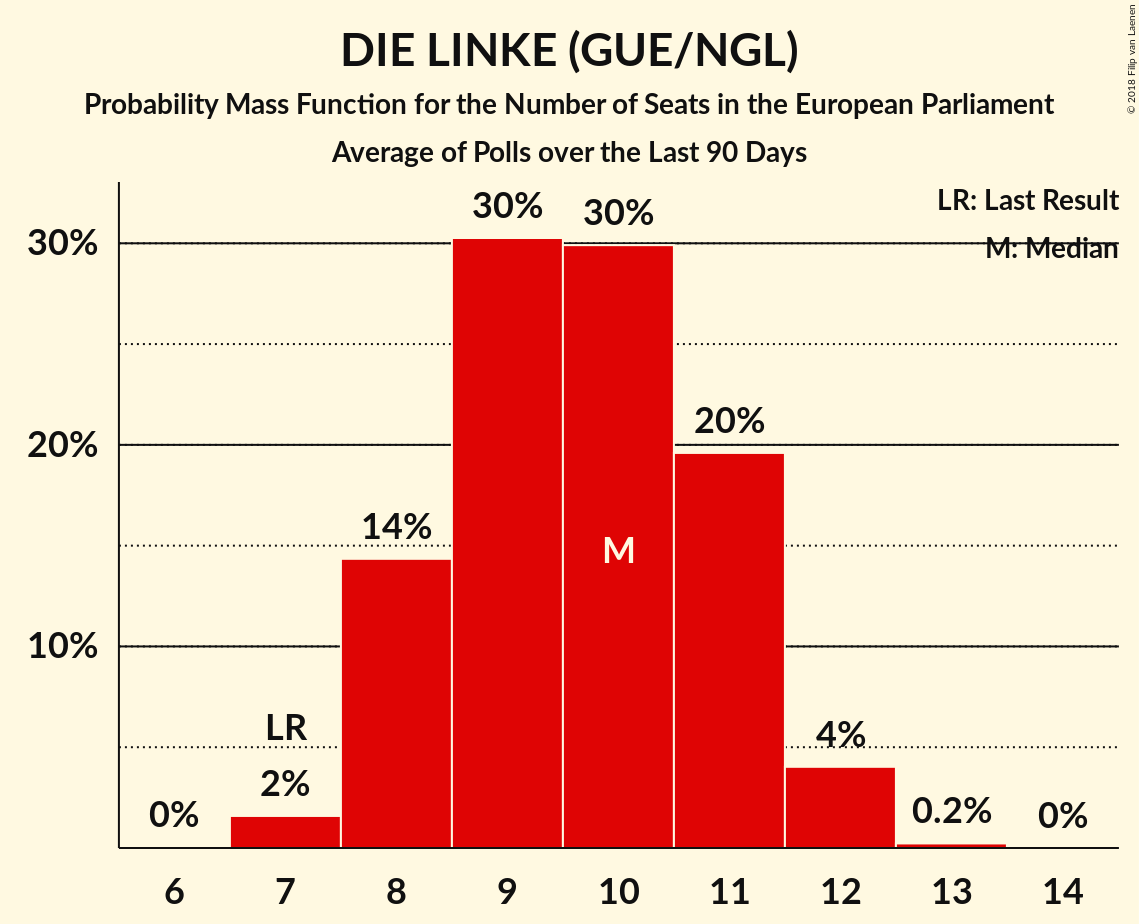 DIE LINKE (GUE/NGL)
Probability Mass Function for the Number of Seats in the European Parliament
Average of Polls over the Last 90 Days
© 2018 Filip van Laenen
LR: Last Result
M: Median
30%
20%
10%
0%
LR
2%
14%
30%
30%
M
20%
4%
0.2%
0%
6 7 8 9 10 11 12 13 14